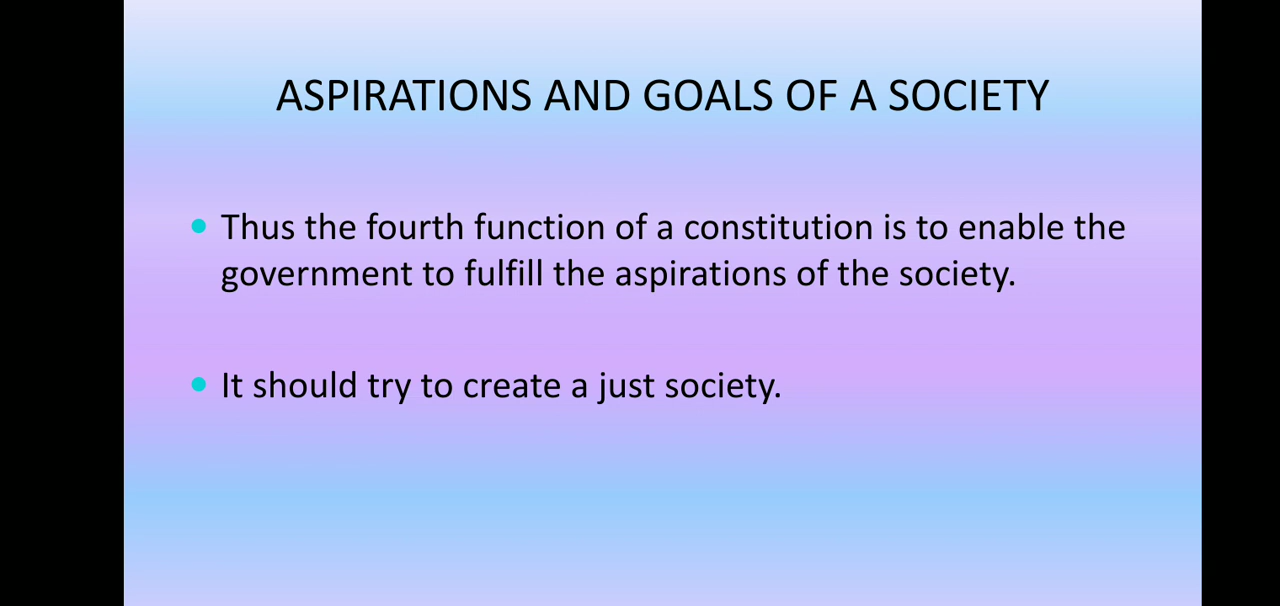 ASPIRATIONS AND GOALS OF A SOCIETY
Thus the fourth function of a constitution is to enable the
government to fulfill the aspirations of the society.
It should try to create a just society.